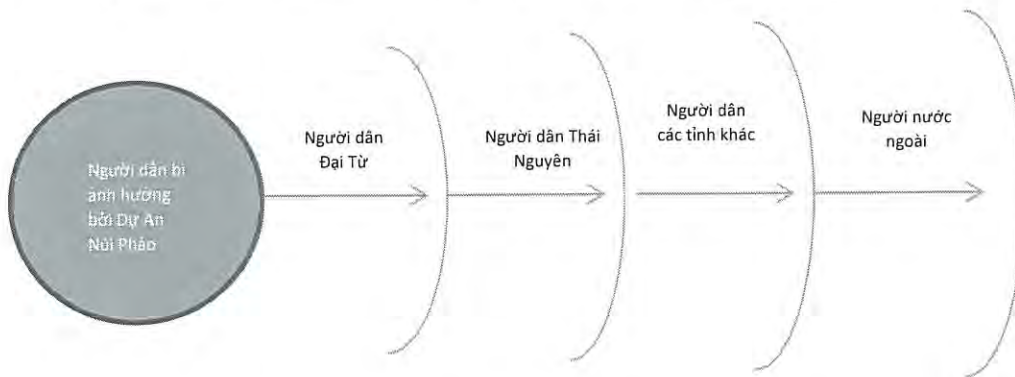 Người dân bị
ảnh hưởng
bởi Dự Án
Núi Pháo
Người dân
Đại Từ
Người dân Thái
Nguyên
Người dân
các tỉnh khác
Người nước
ngoài